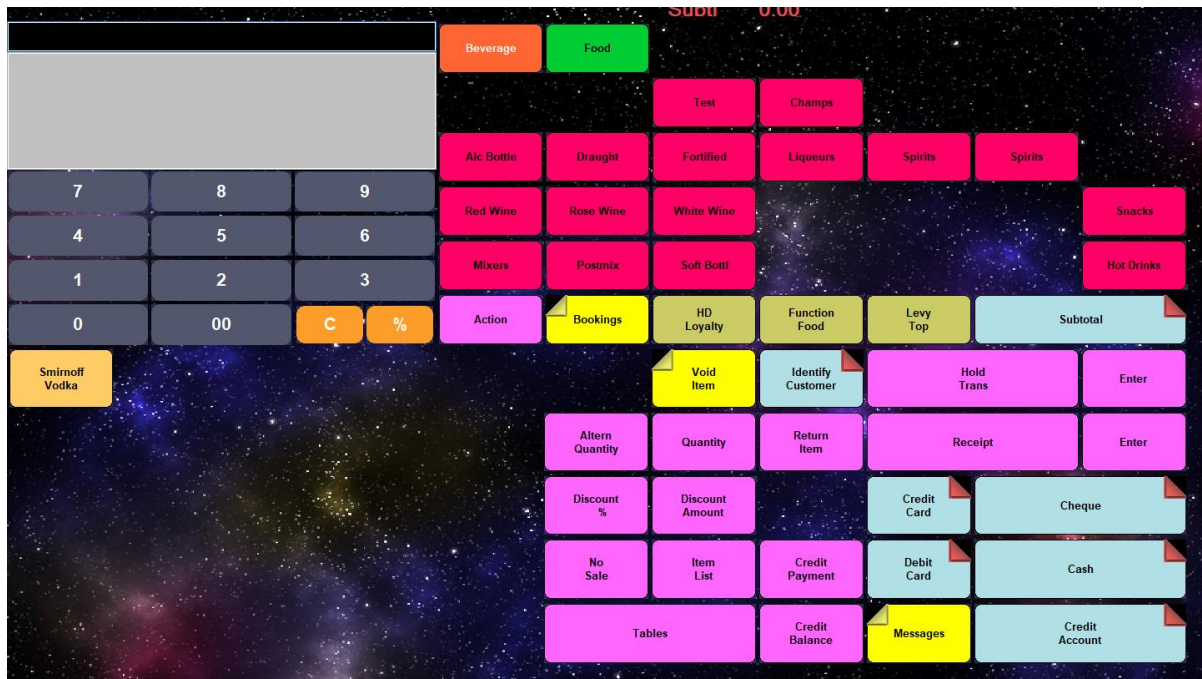 Subtl 0.00
Beverage Food
Test Champs
Alc Bottle Draught Fortified Liqueurs Spirits Spirits
7 8 9
Red Wine Rose Wine White Wine Snacks
4 5 6
Mixers Postmix Soft Bottl Hot Drinks
1 2 3
0 00 C %
Action Bookings HD
Loyalty Function
Food Levy
Top Subtotal
Smirnoff
Vodka
Void
Item
Identify
Customer
Hold
Trans
Enter
Altern
Quantity
Quantity
Return
Item
Receipt
Enter
Discount
%
Discount
Amount
Credit
Card
Cheque
No
Sale
Item
List
Credit
Payment
Debit
Card
Cash
Tables
Credit
Balance
Messages
Credit
Account